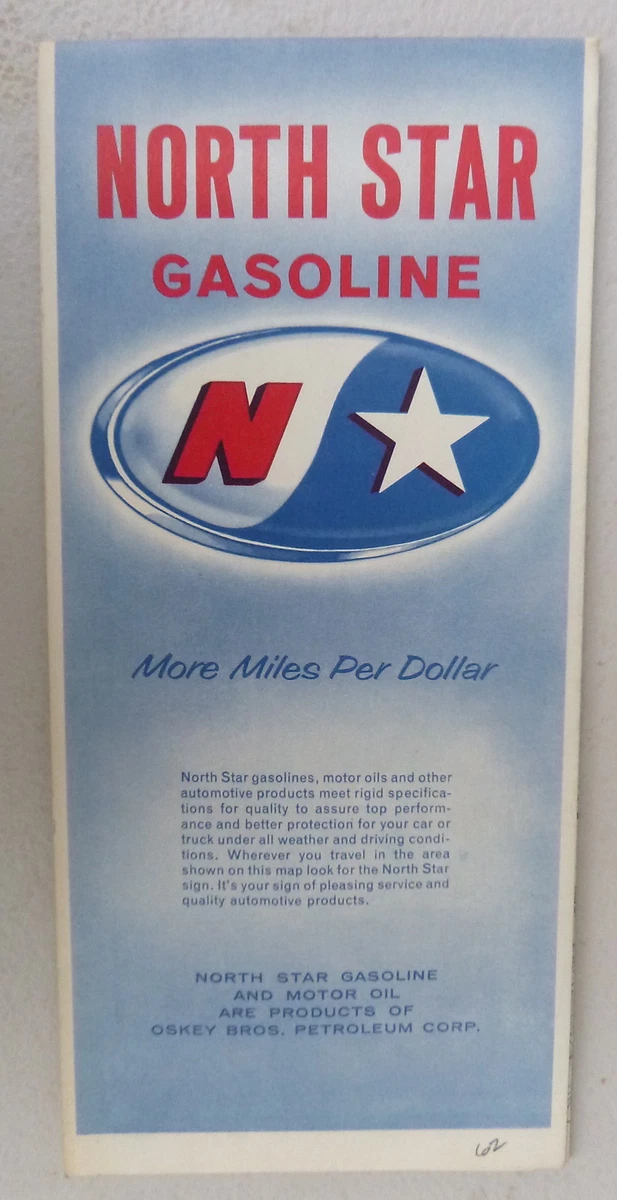 NORTH STAR
GASOLINE
N
More Miles Per Dollar
North Star gasolines, motor oils and other
automotive products meet rigid specifica-
tions for quality to assure top perform-
ance and better protection for your car or
truck under all weather and driving condi-
tions. Wherever you travel in the area
shown on this map look for the North Star
sign. It's your sign of pleasing service and
quality automotive products.
NORTH STAR GASOLINE
AND MOTOR OIL
ARE PRODUCTS OF
OSKEY BROS. PETROLEUM CORP.
62